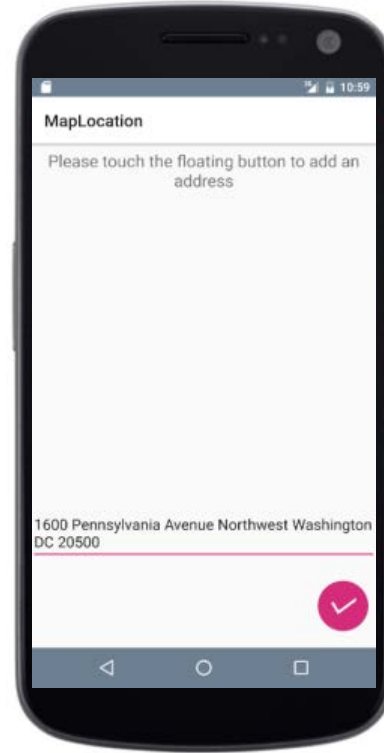 10:59
MapLocation
Please touch the floating button to add an
address
1600 Pennsylvania Avenue Northwest Washington
DC 20500